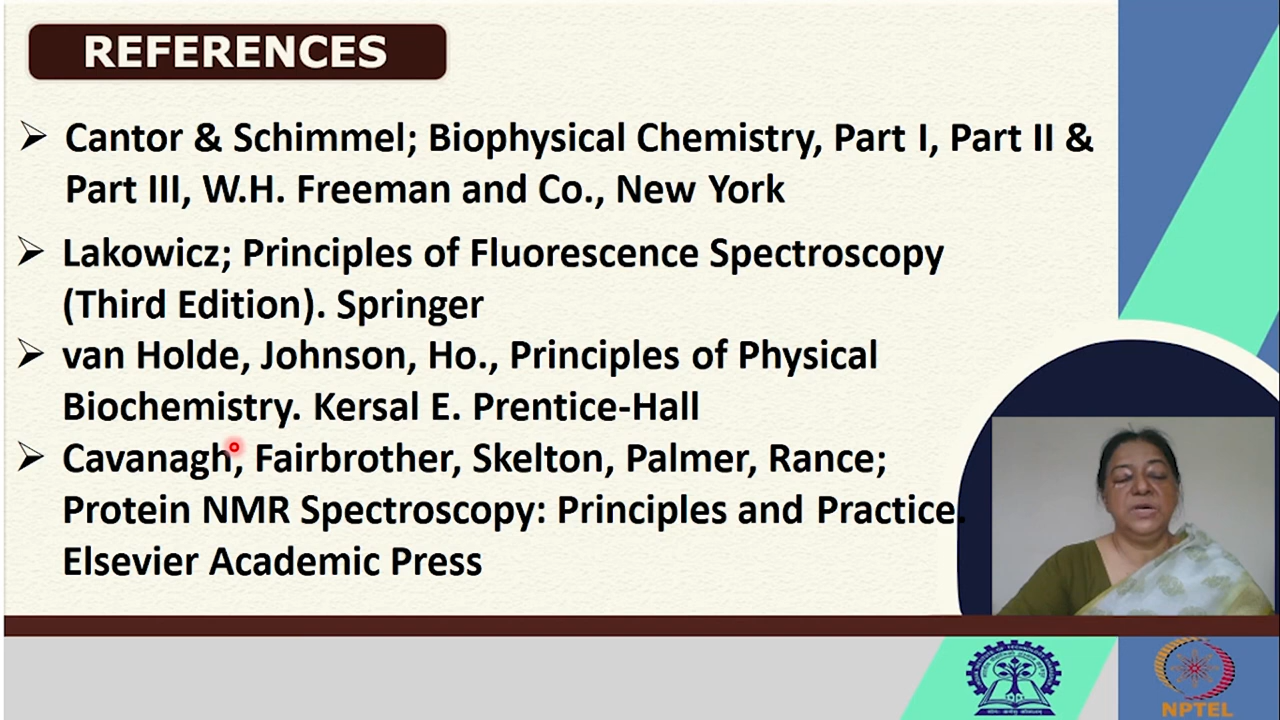 REFERENCES
➢ Cantor & Schimmel; Biophysical Chemistry, Part I, Part II &
Part III, W.H. Freeman and Co., New York
➢ Lakowicz; Principles of Fluorescence Spectroscopy
(Third Edition). Springer
➢ van Holde, Johnson, Ho., Principles of Physical
Biochemistry. Kersal E. Prentice-Hall
➢ Cavanagh, Fairbrother, Skelton, Palmer, Rance;
Protein NMR Spectroscopy: Principles and Practice.
Elsevier Academic Press
NPTEL